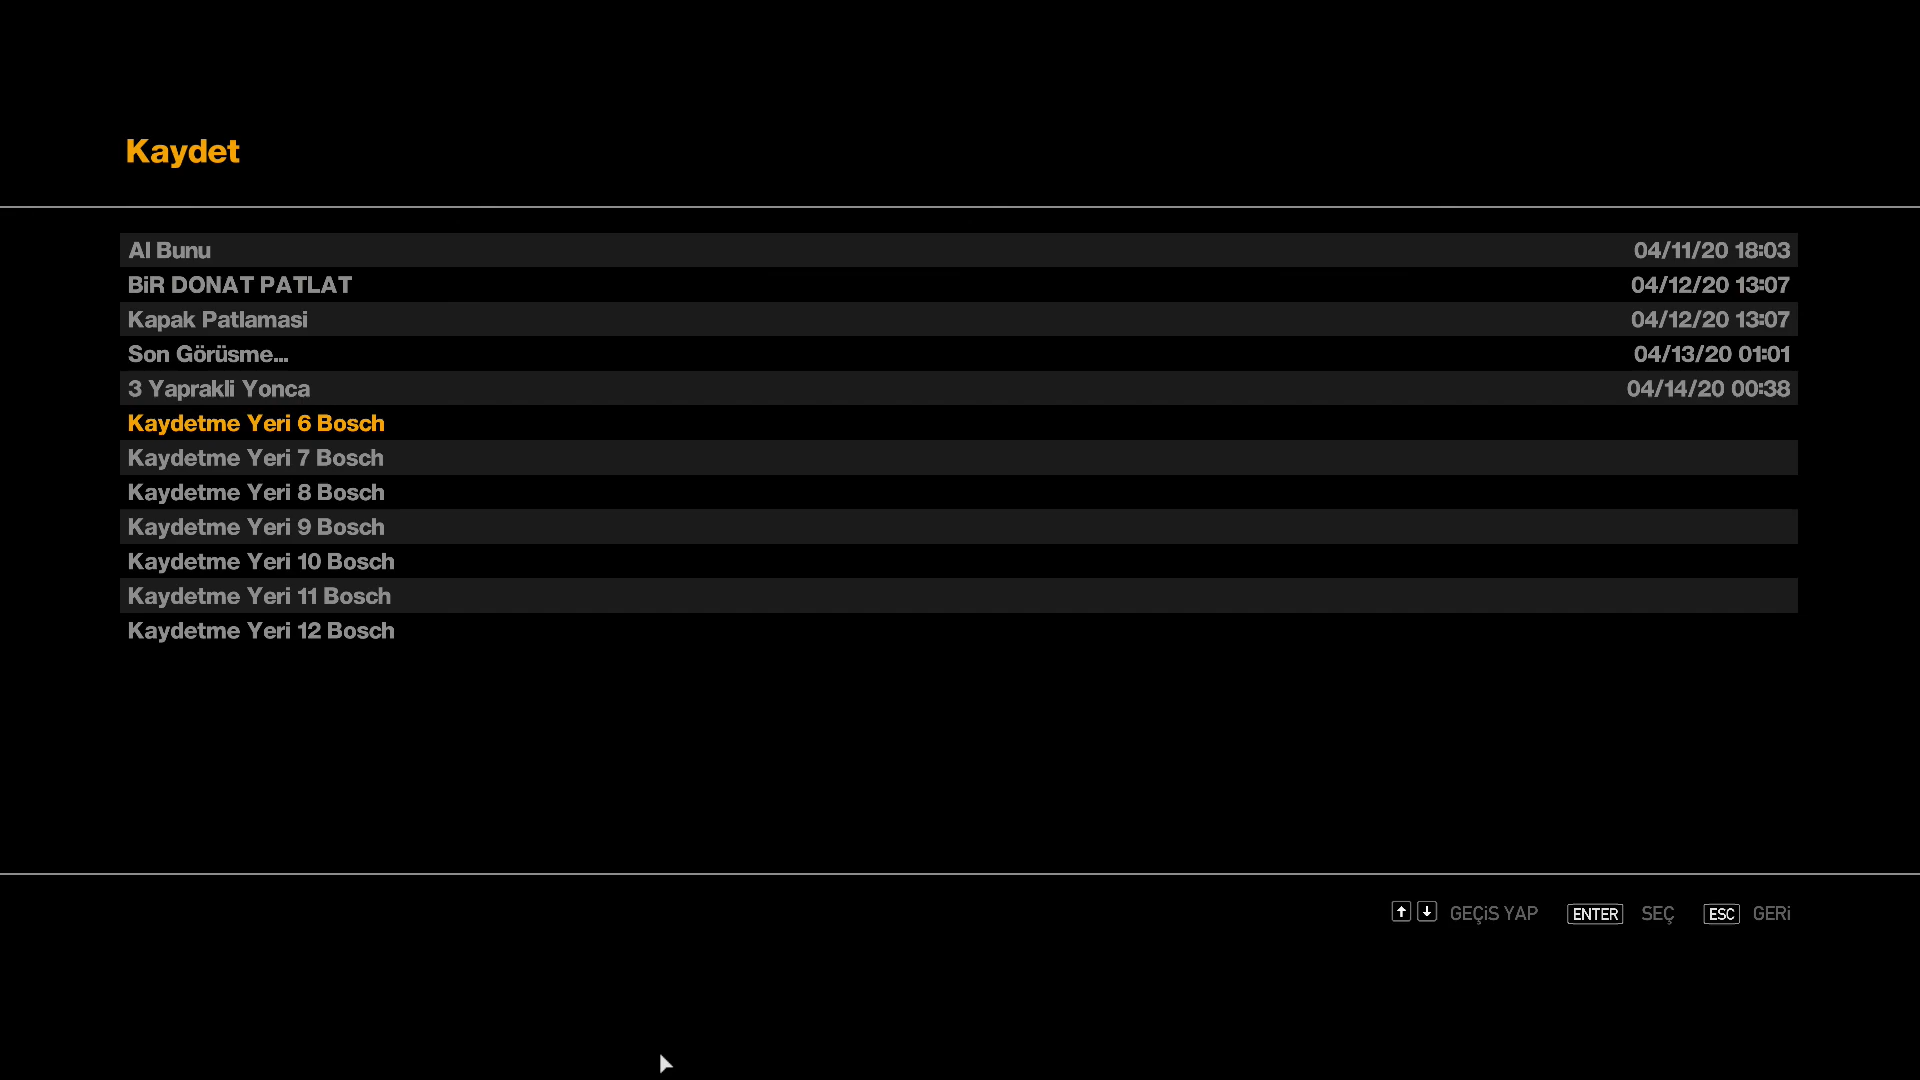 Kaydet
Al Bunu 04/11/20 18:03
BiR DONAT PATLAT 04/12/20 13:07
Kapak Patlamasi 04/12/20 13:07
Son Görüsme... 04/13/20 01:01
3 Yaprakli Yonca 04/14/20 00:38
Kaydetme Yeri 6 Bosch
Kaydetme Yeri 7 Bosch
Kaydetme Yeri 8 Bosch
Kaydetme Yeri 9 Bosch
Kaydetme Yeri 10 Bosch
Kaydetme Yeri 11 Bosch
Kaydetme Yeri 12 Bosch
GEÇiS YAP ENTER SEÇ ESC GERi